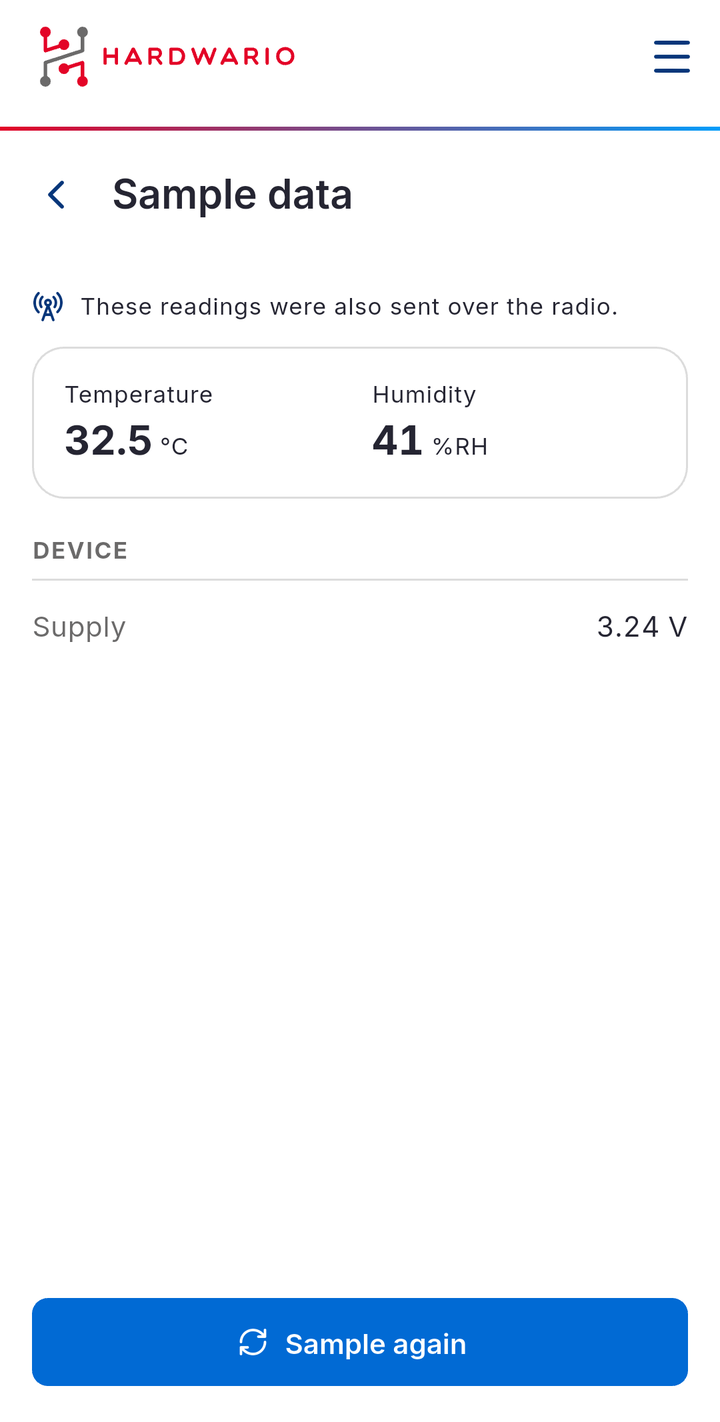 HARDWARIO
Sample data
These readings were also sent over the radio.
Temperature Humidity
32.5 °C 41 %RH
DEVICE
Supply 3.24 V
Sample again